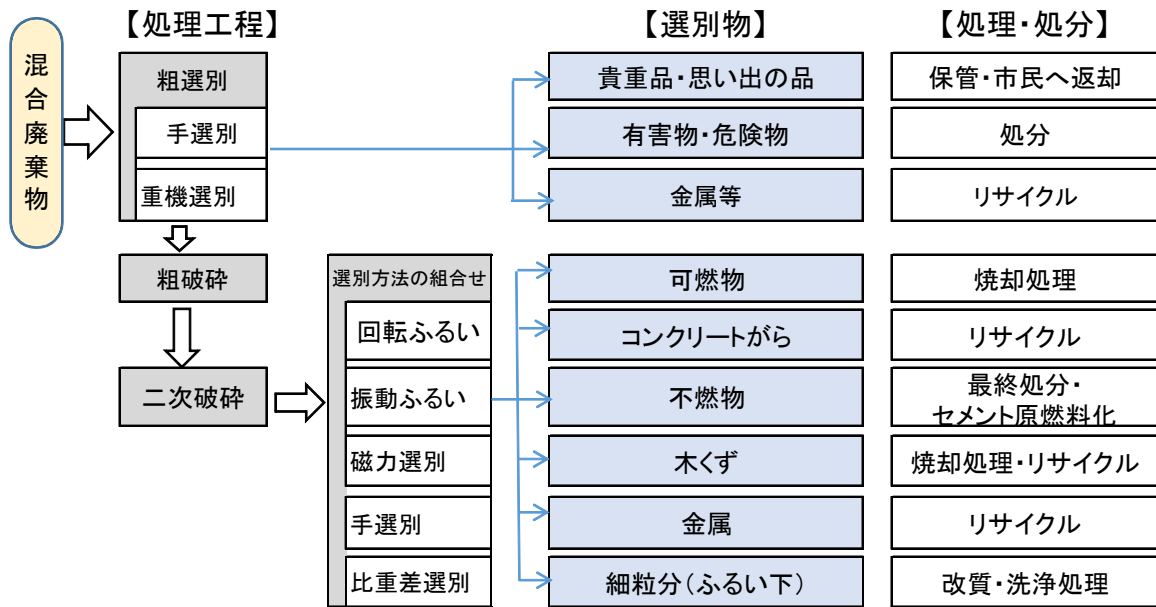 混合廃棄物
【処理工程】
【選別物】
【処理・処分】
粗選別
手選別
重機選別
貴重品・思い出の品
保管・市民へ返却
有害物・危険物
処分
金属等
リサイクル
粗破砕
二次破砕
選別方法の組合せ
回転ふるい
振動ふるい
磁力選別
手選別
比重差選別
可燃物
焼却処理
コンクリートがら
リサイクル
不燃物
最終処分・
セメント原燃料化
木くず
焼却処理・リサイクル
金属
リサイクル
細粒分(ふるい下)
改質・洗浄処理